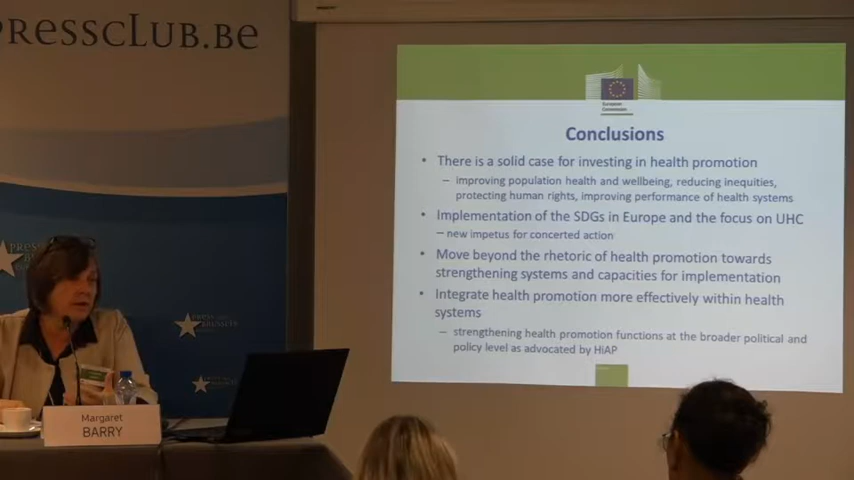 PRESSCLUB.BE
European
Commission
Conclusions
• There is a solid case for investing in health promotion
– improving population health and wellbeing, reducing inequities,
protecting human rights, improving performance of health systems
• Implementation of the SDGs in Europe and the focus on UHC
– new impetus for concerted action
• Move beyond the rhetoric of health promotion towards
strengthening systems and capacities for implementation
• Integrate health promotion more effectively within health
systems
– strengthening health promotion functions at the broader political and
policy level as advocated by HiAP
Margaret
BARRY